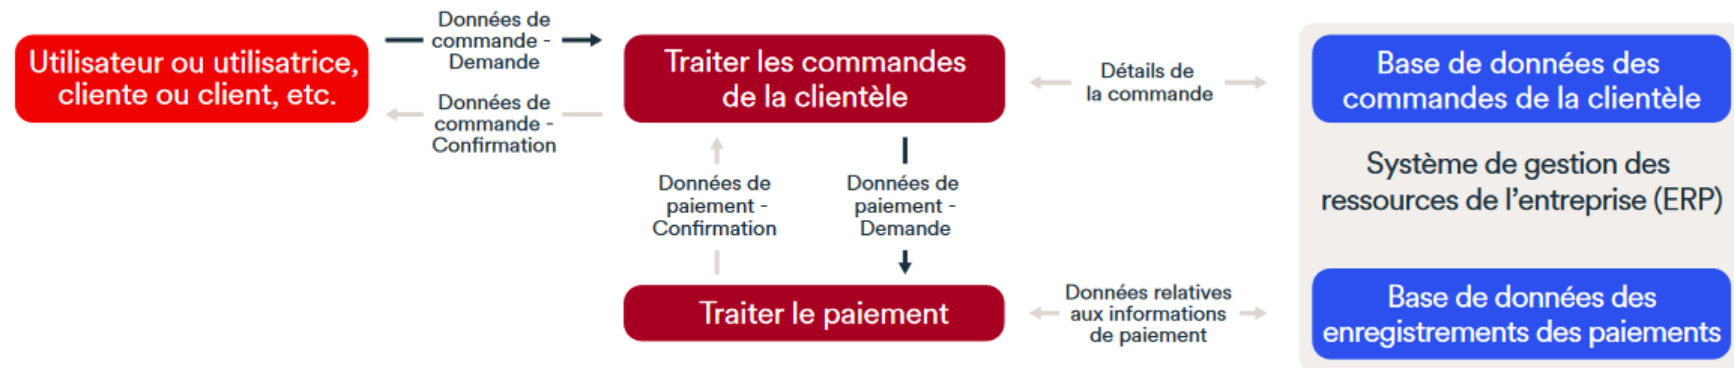 Utilisateur ou utilisatrice,
cliente ou client, etc.
Données de
commande -
Demande
Données de
commande -
Confirmation
Traiter les commandes
de la clientèle
Détails de
la commande
Base de données des
commandes de la clientèle
Système de gestion des
ressources de l'entreprise (ERP)
Données de
paiement -
Confirmation
Données de
paiement -
Demande
Traiter le paiement
Données relatives
aux informations
de paiement
Base de données des
enregistrements des paiements